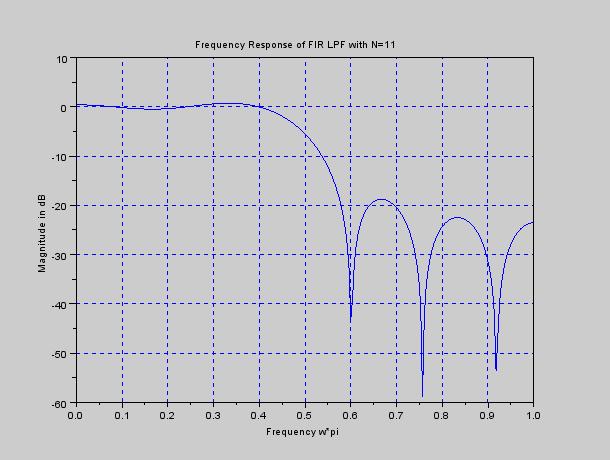 Frequency Response of FIR LPF with N=11
10
0
-10
-20
-30
-40
-50
-60
Magnitude in dB
0.0 0.1 0.2 0.3 0.4 0.5 0.6 0.7 0.8 0.9 1.0
Frequency w*pi